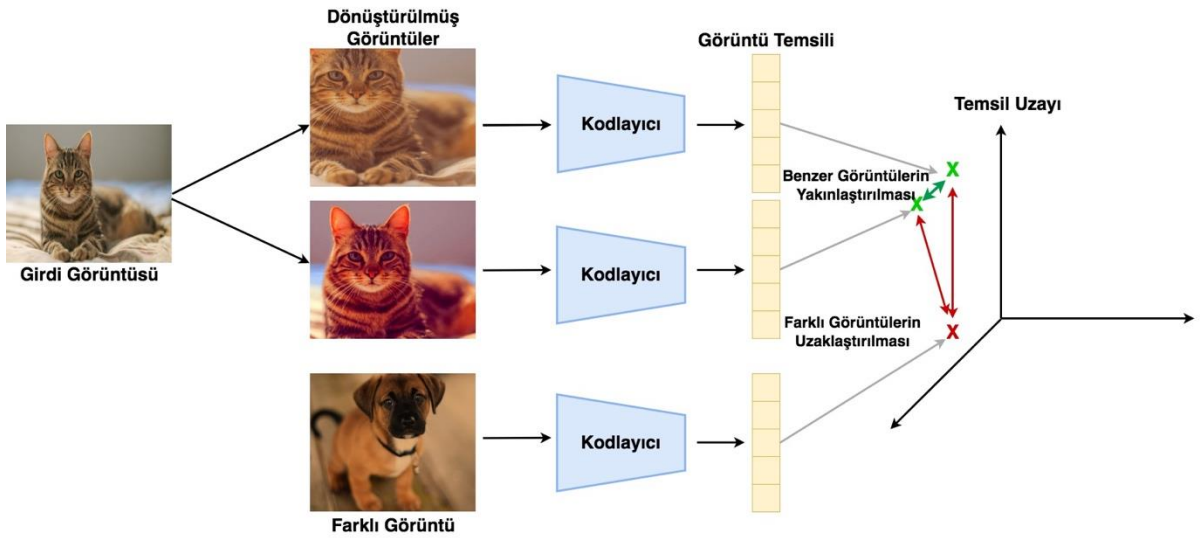 Dönüştürülmüş
Görüntüler
Görüntü Temsili
Temsil Uzayı
Kodlayıcı
X
Benzer Görüntülerin
Yakınlaştırılması
X
Girdi Görüntüsü
Kodlayıcı
Farklı Görüntülerin
Uzaklaştırılması
X
Kodlayıcı
Farklı Görüntü